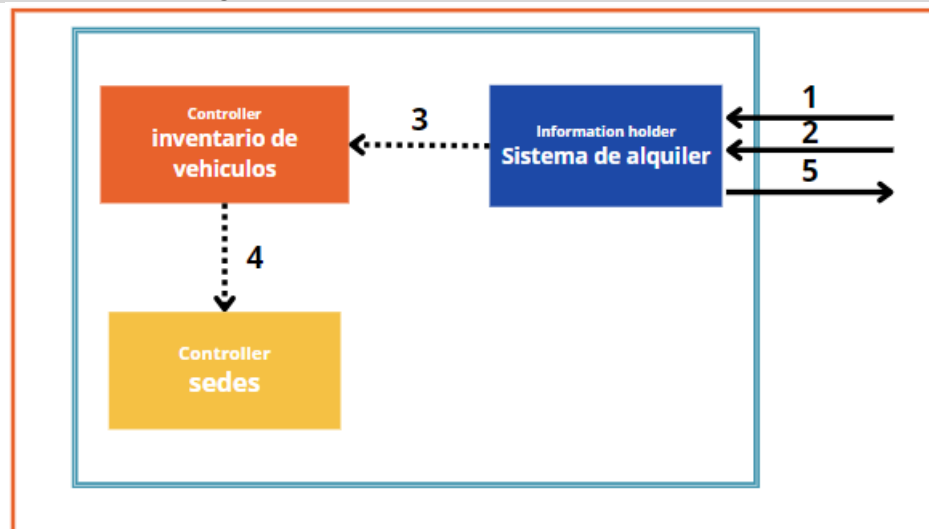 Controller
inventario de
vehiculos
3
Information holder
Sistema de alquiler
1
2
5
4
Controller
sedes